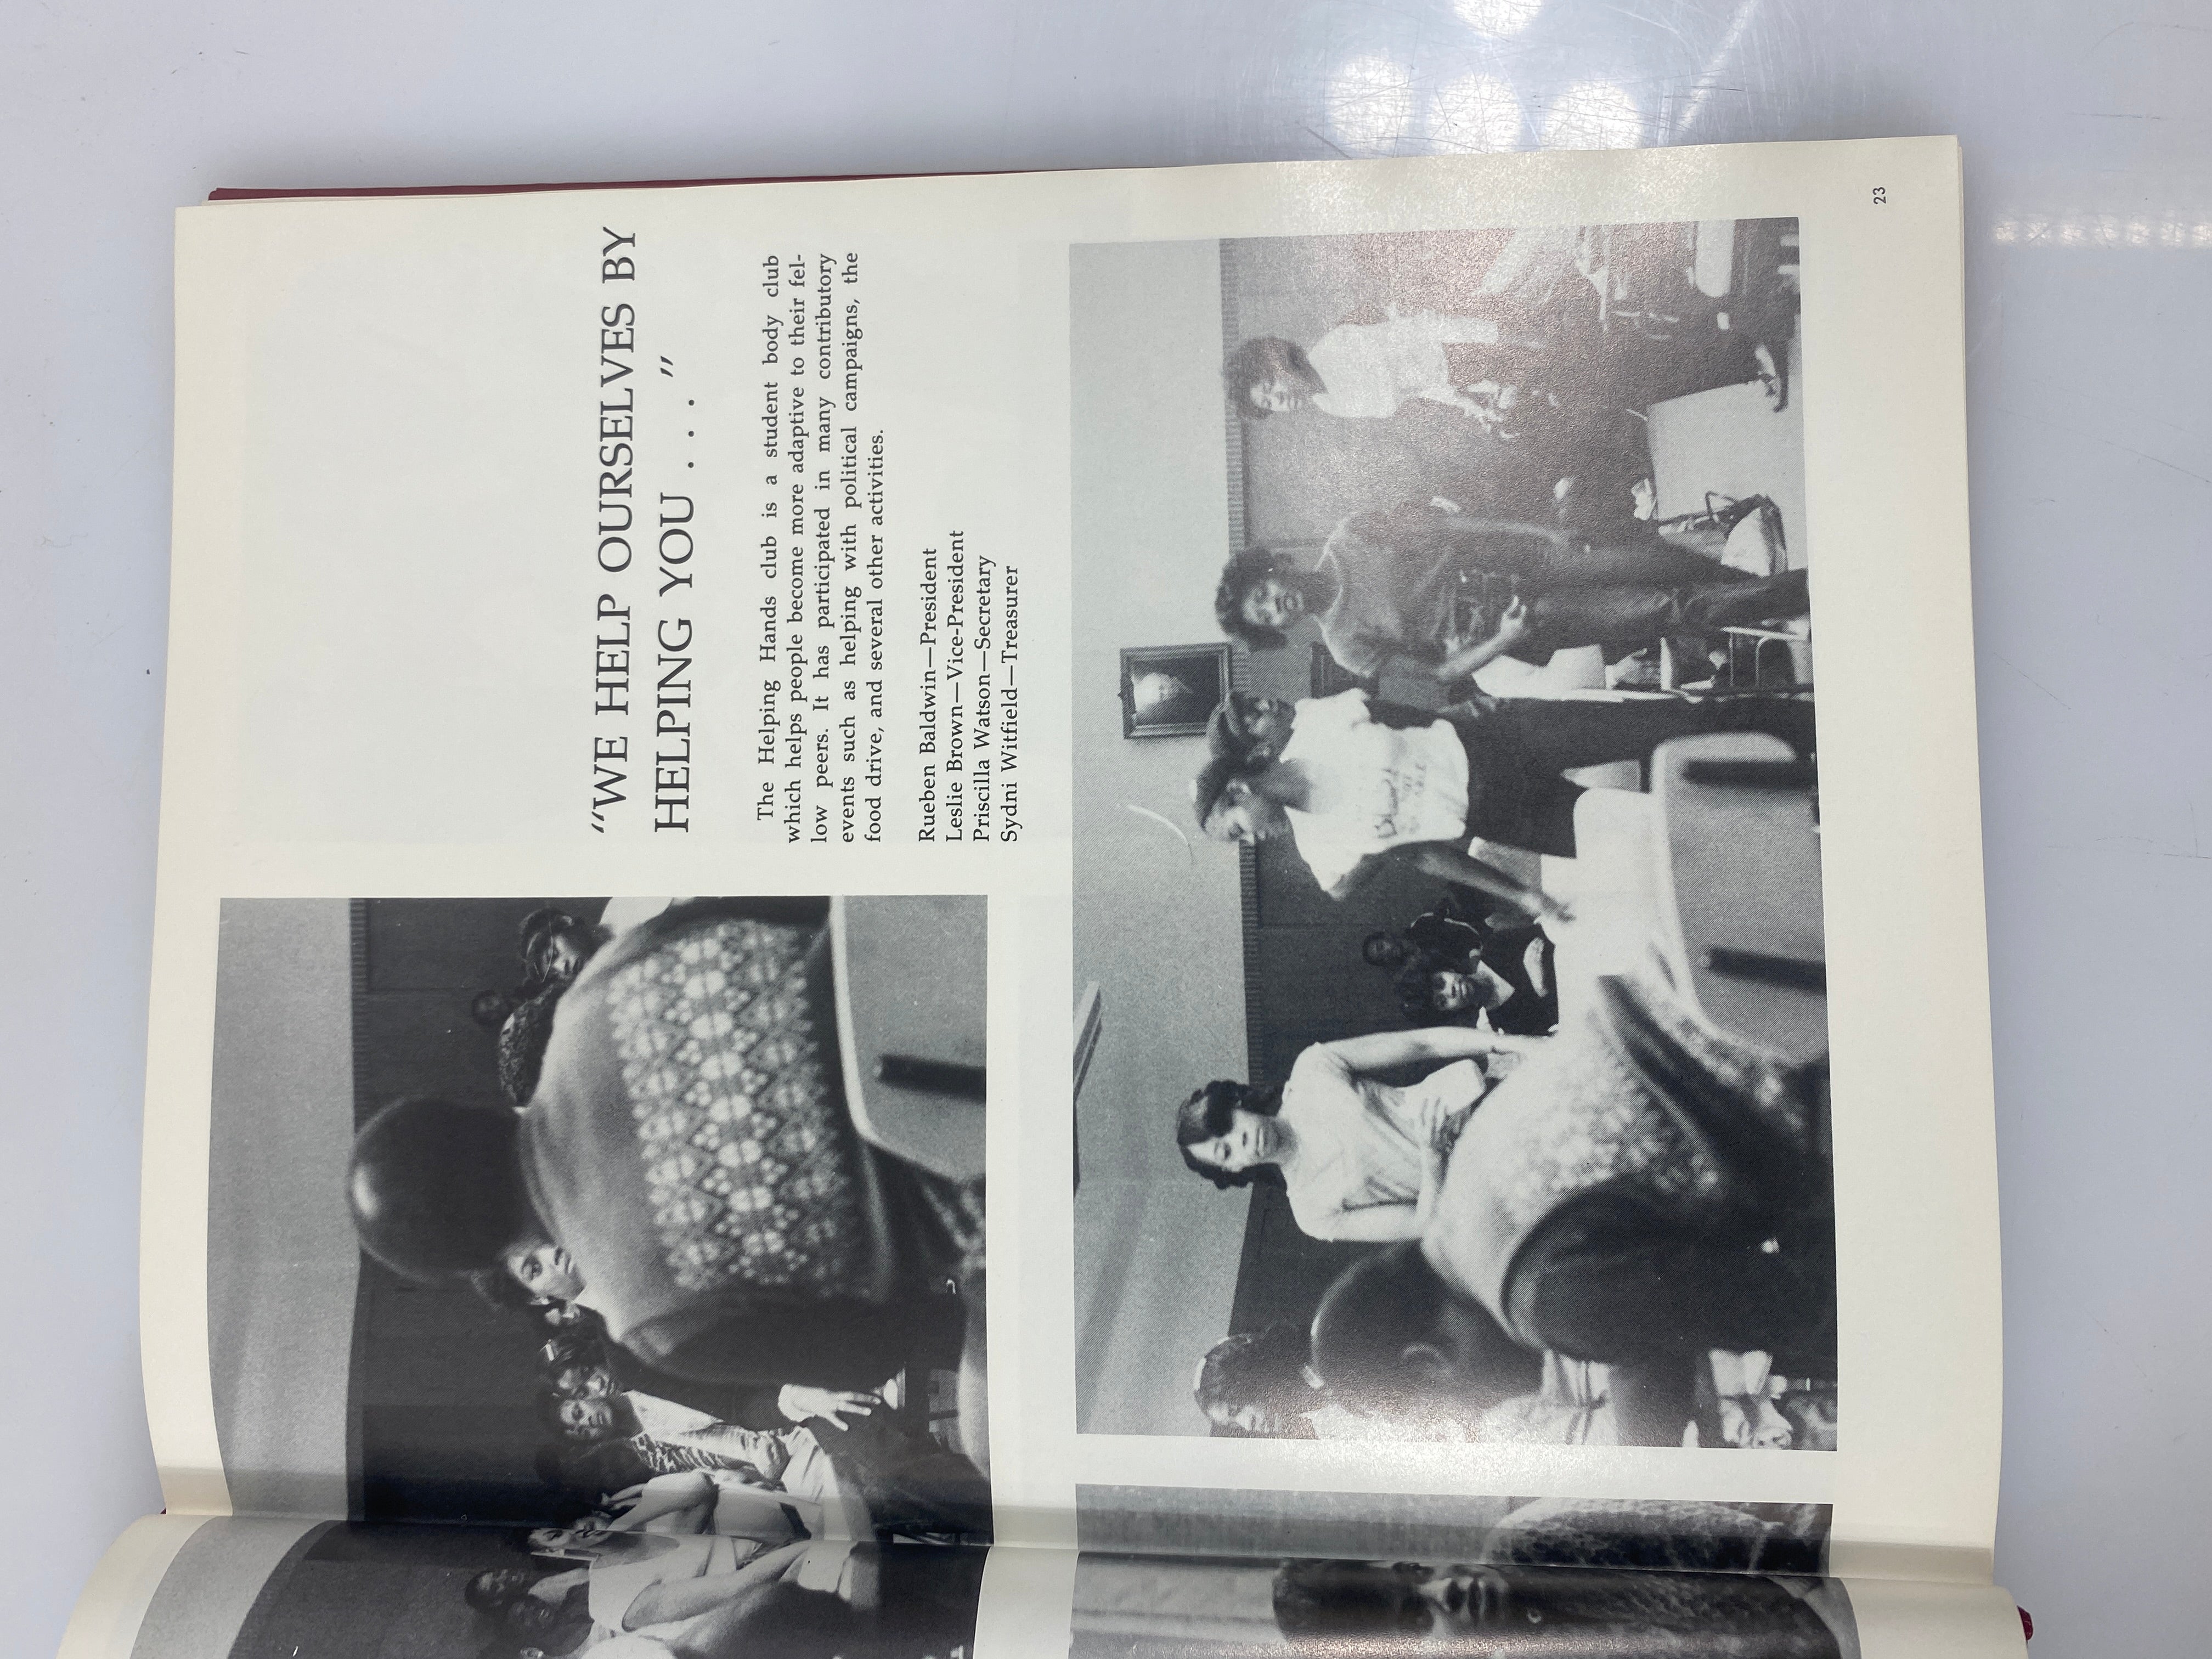 "WE HELP OURSELVES BY
HELPING YOU . . . ."
The Helping Hands club is a student body club
which helps people become more adaptive to their fel-
low peers. It has participated in many contributory
events such as helping with political campaigns, the
food drive, and several other activities.
Rueben Baldwin—President
Leslie Brown—Vice-President
Priscilla Watson—Secretary
Sydni Witfield—Treasurer
23